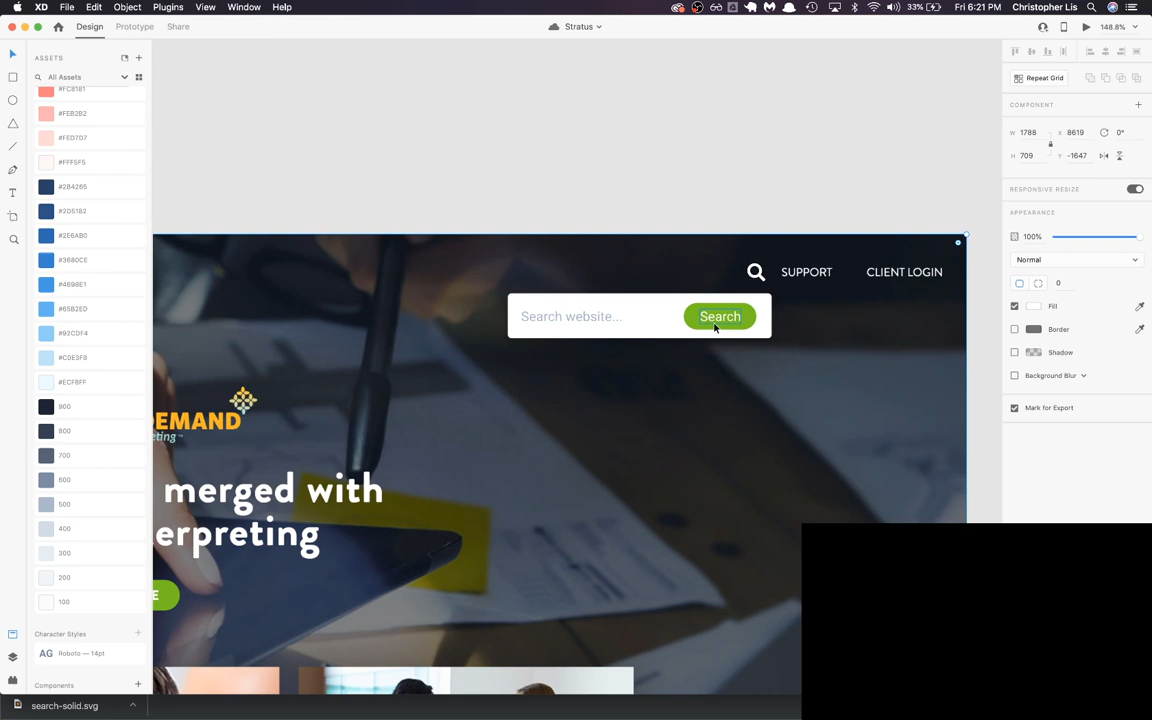 XD File Edit Object Plugins View Window Help
33% Fri 6:21 PM Christopher Lis
Design Prototype Share
Stratus
148.8%
ASSETS
All Assets
#FC8181
#FEB2B2
#FED7D7
#FFF5F5
#2B4265
#2D5182
#2E6AB0
#3680CE
#4698E1
#65B2ED
#92CDF4
#C0E3F8
#ECF8FF
900
800
700
600
500
400
300
200
100
Character Styles
AG Roboto — 14pt
Components
search-solid.svg
SUPPORT CLIENT LOGIN
Search website... Search
EMAND
eting™
merged with
erpreting
E
Repeat Grid
COMPONENT
W 1788 X 8619 0°
H 709 Y -1647
RESPONSIVE RESIZE
APPEARANCE
100%
Normal
0
Fill
Border
Shadow
Background Blur
Mark for Export